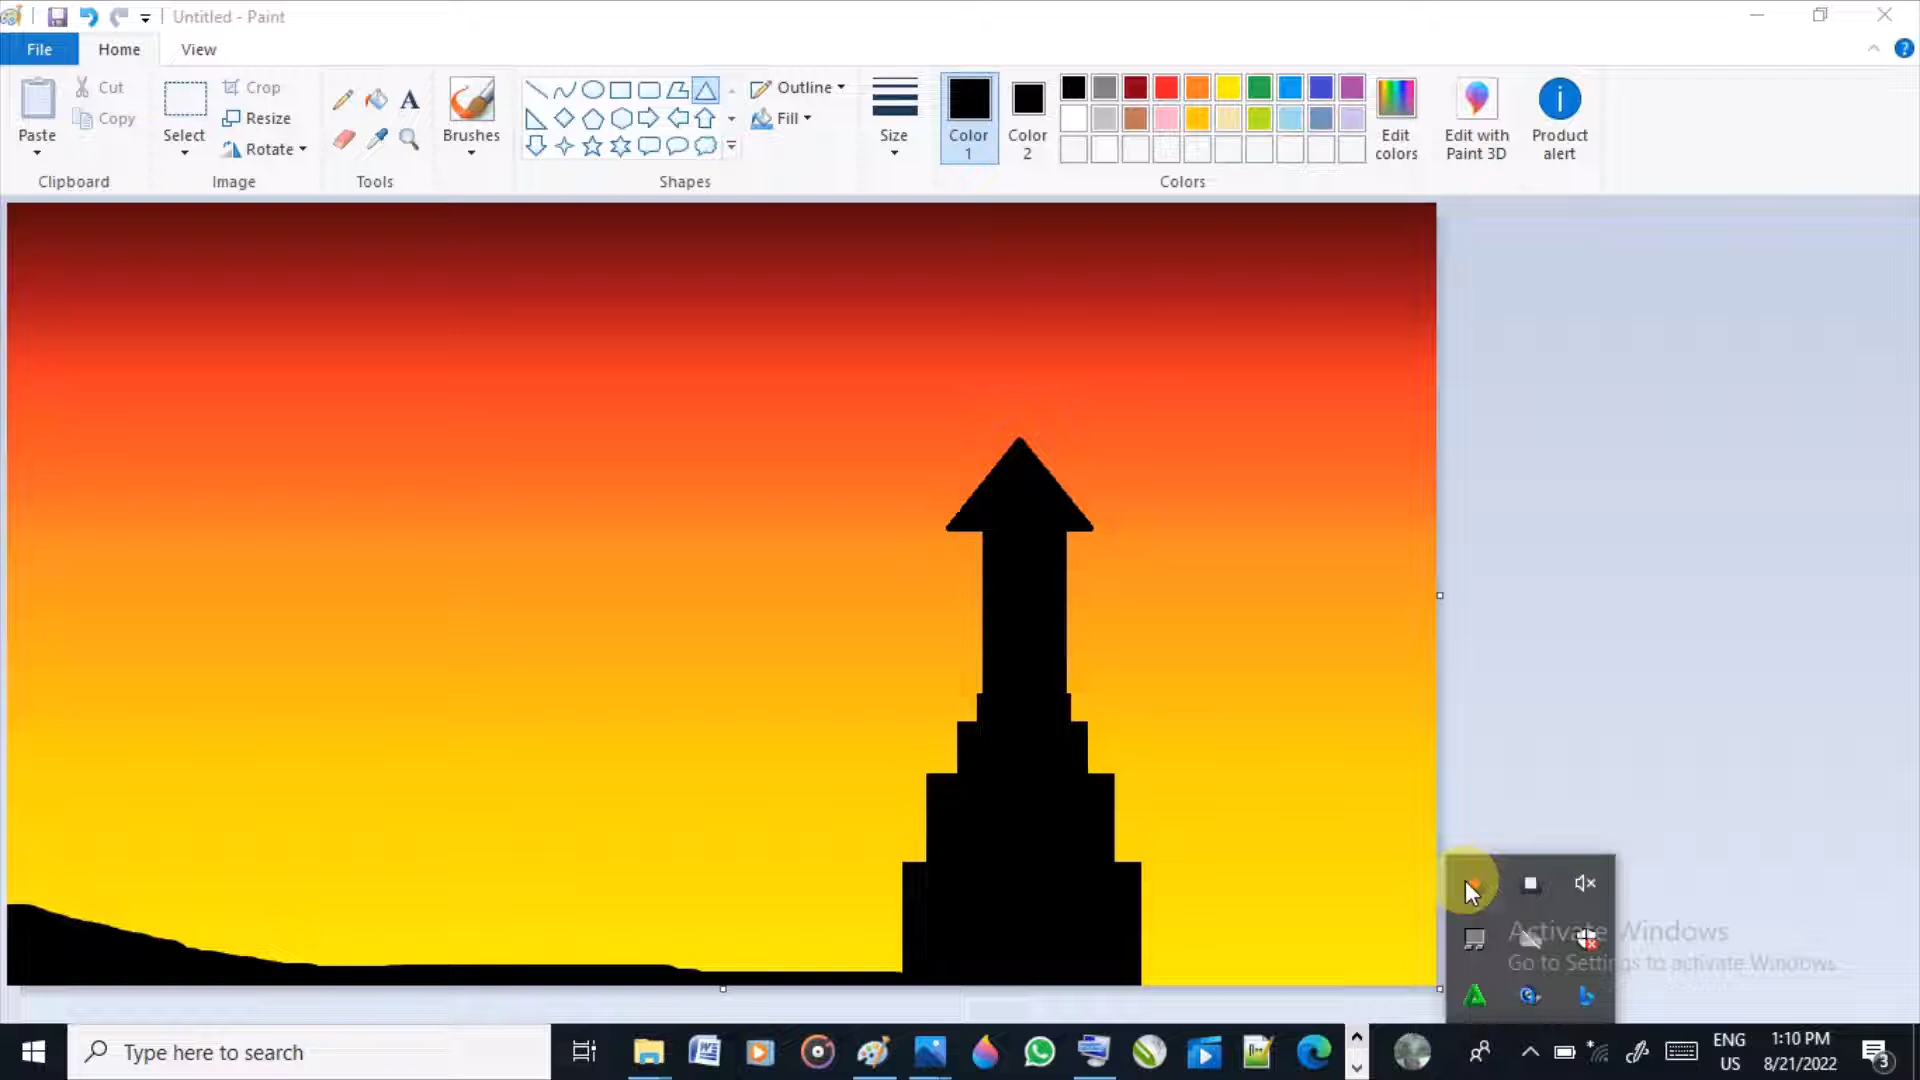 Untitled - Paint
File Home View
Paste
Cut
Copy
Clipboard
Select
Crop
Resize
Rotate
Image
A
Tools
Brushes
Outline
Fill
Shapes
Size
Color 1
Color 2
Edit colors
Edit with Paint 3D
Product alert
Colors
Activate Windows
Go to Settings to activate Windows.
Type here to search
ENG
US
1:10 PM
8/21/2022
3